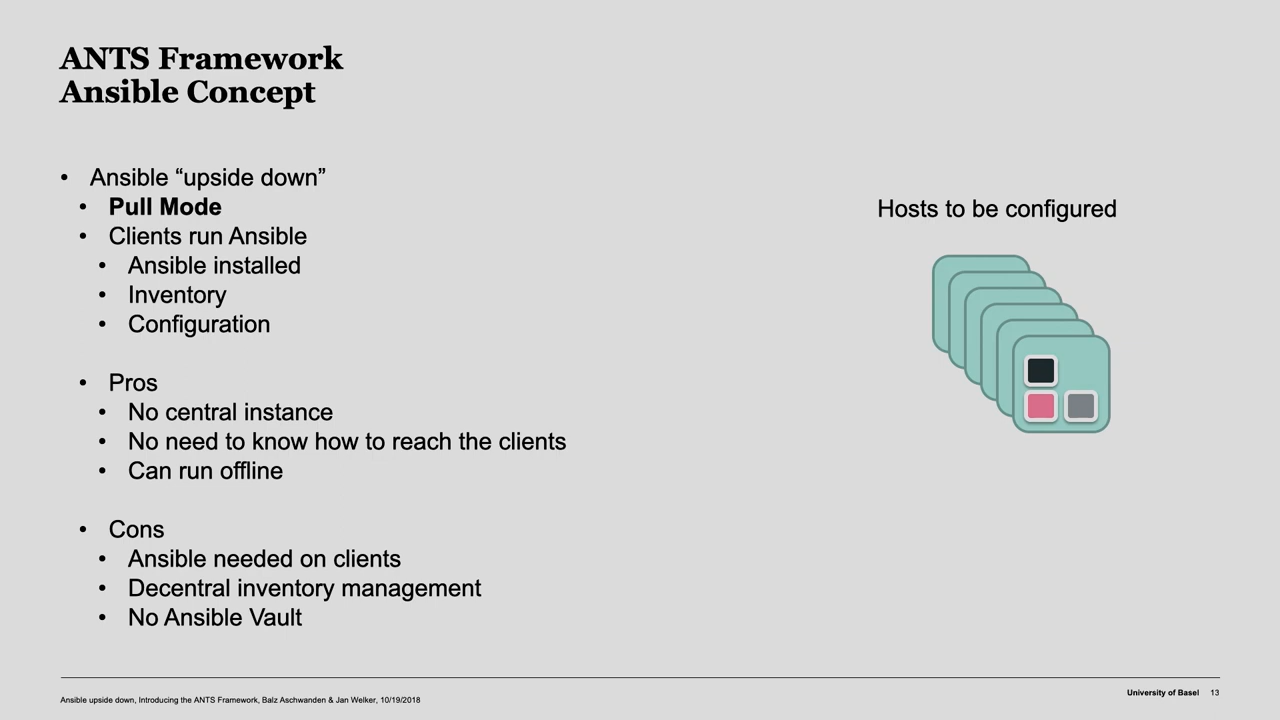 ANTS Framework
Ansible Concept
• Ansible “upside down”
• Pull Mode
• Clients run Ansible
• Ansible installed
• Inventory
• Configuration
• Pros
• No central instance
• No need to know how to reach the clients
• Can run offline
• Cons
• Ansible needed on clients
• Decentral inventory management
• No Ansible Vault
Hosts to be configured
Ansible upside down, Introducing the ANTS Framework, Balz Aschwanden & Jan Welker, 10/19/2018
University of Basel 13